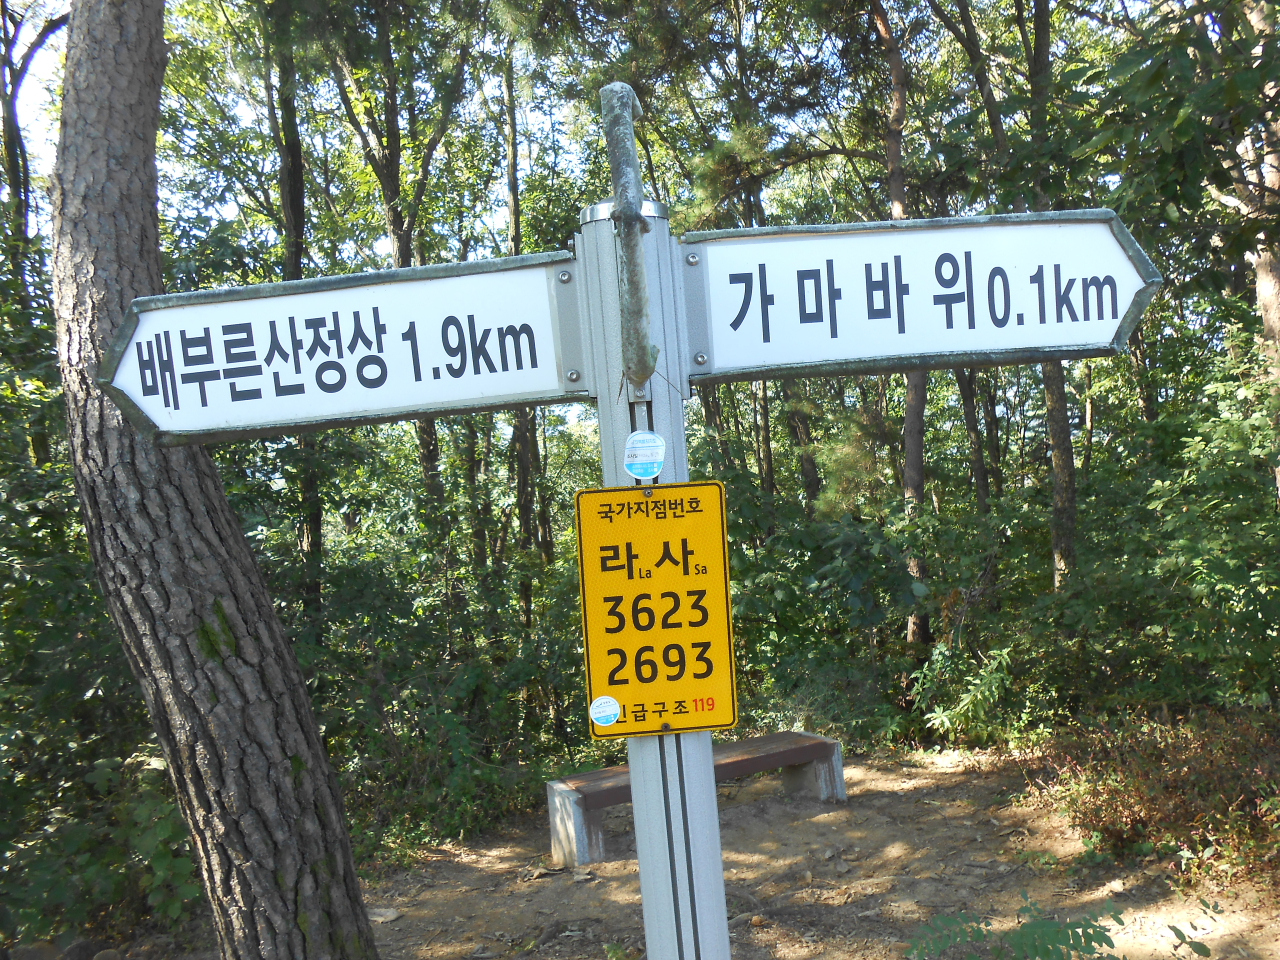 배부른산정상 1.9km
가마바위 0.1km
국가지점번호
라La 사Sa
3623
2693
긴급구조 119